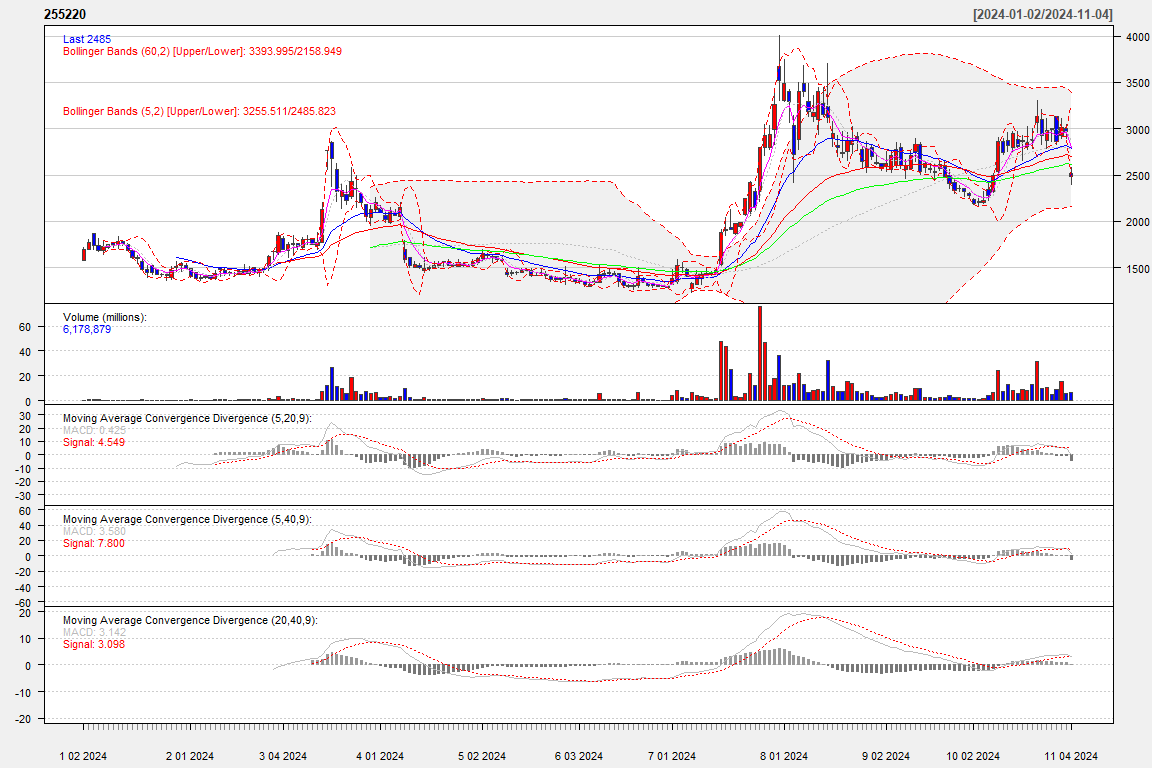 255220 [2024-01-02/2024-11-04]
Last 2485
Bollinger Bands (60,2) [Upper/Lower]: 3393.995/2158.949
Bollinger Bands (5,2) [Upper/Lower]: 3255.511/2485.823
4000
3500
3000
2500
2000
1500
Volume (millions):
6,178,879
60
40
20
0
Moving Average Convergence Divergence (5,20,9):
MACD: 0.425
Signal: 4.549
30
20
10
0
-10
-20
-30
Moving Average Convergence Divergence (5,40,9):
MACD: 3.580
Signal: 7.800
60
40
20
0
-20
-40
-60
Moving Average Convergence Divergence (20,40,9):
MACD: 3.142
Signal: 3.098
20
10
0
-10
-20
1 02 2024 2 01 2024 3 04 2024 4 01 2024 5 02 2024 6 03 2024 7 01 2024 8 01 2024 9 02 2024 10 02 2024 11 04 2024